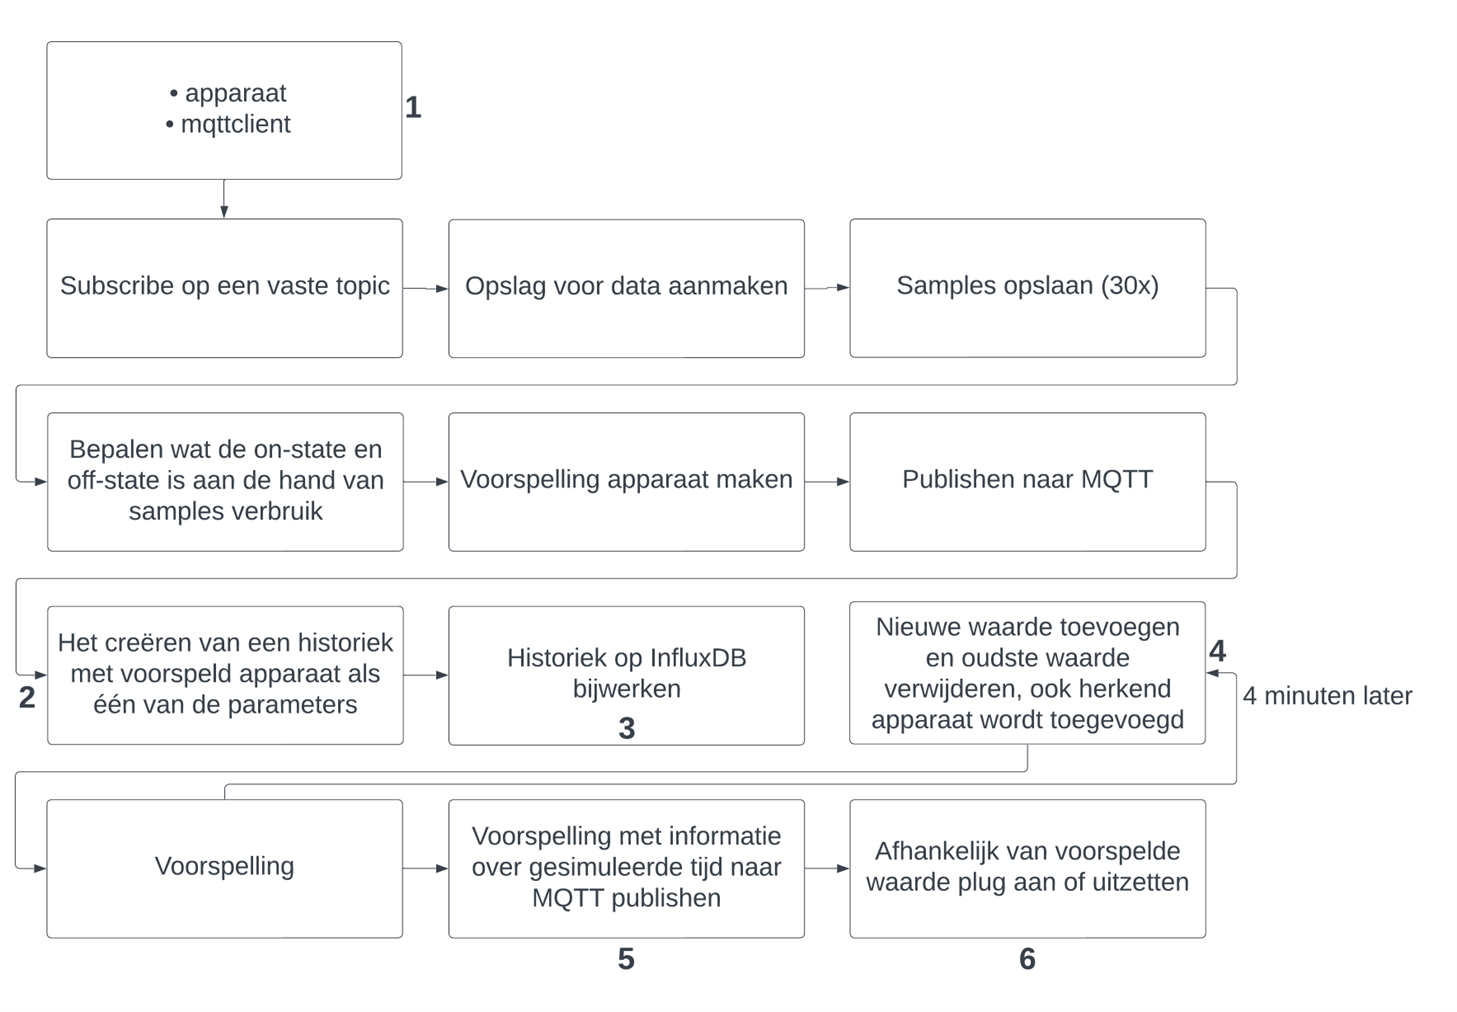 • apparaat
• mqttclient
1
Subscribe op een vaste topic
Opslag voor data aanmaken
Samples opslaan (30x)
Bepalen wat de on-state en
off-state is aan de hand van
samples verbruik
Voorspelling apparaat maken
Publishen naar MQTT
2
Het creëren van een historiek
met voorspeld apparaat als
één van de parameters
Historiek op InfluxDB
bijwerken
3
Nieuwe waarde toevoegen
en oudste waarde
verwijderen, ook herkend
apparaat wordt toegevoegd
4
4 minuten later
Voorspelling
Voorspelling met informatie
over gesimuleerde tijd naar
MQTT publishen
5
Afhankelijk van voorspelde
waarde plug aan of uitzetten
6